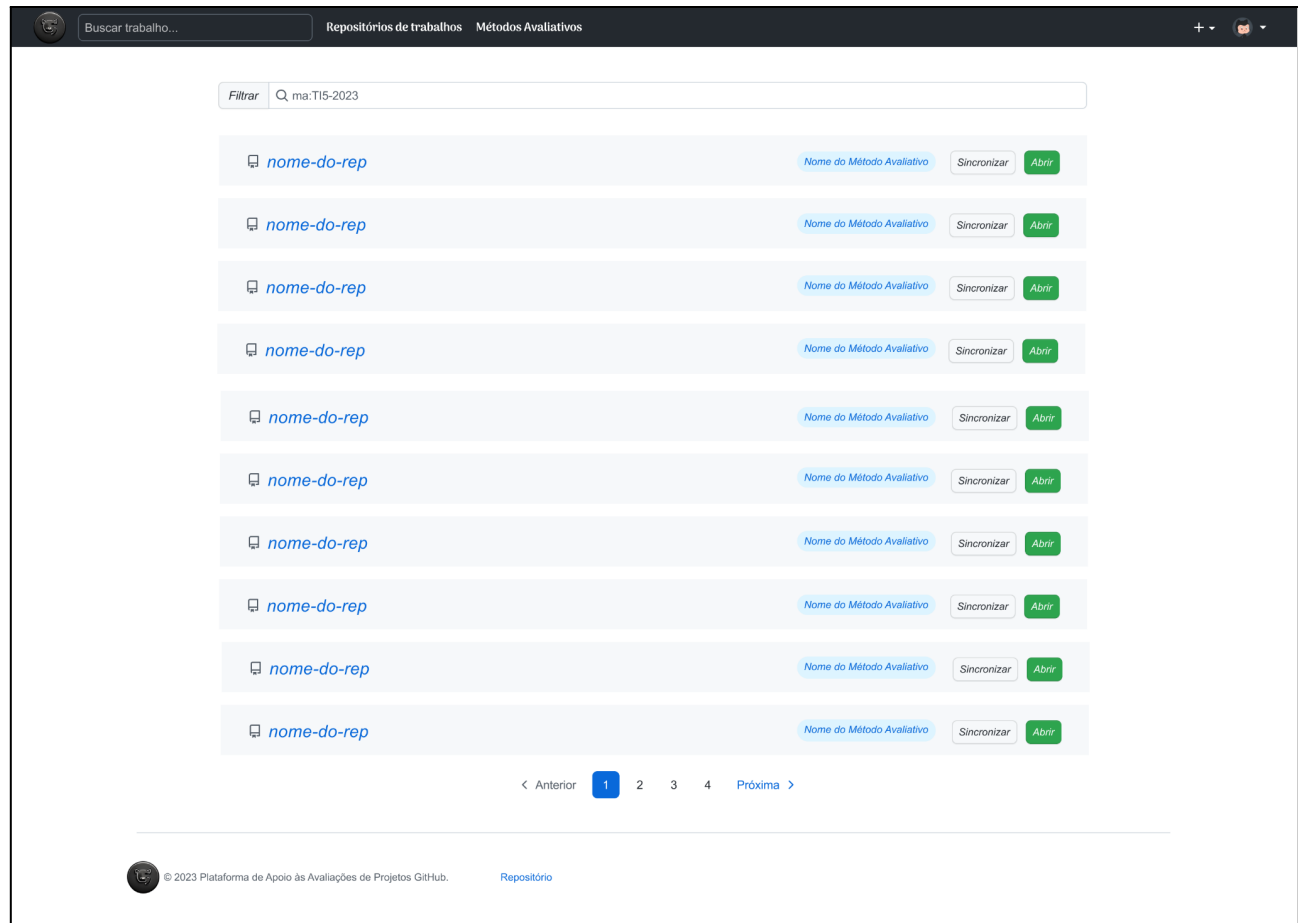 Buscar trabalho... Repositórios de trabalhos Métodos Avaliativos
Filtrar ma:TI5-2023
nome-do-rep Nome do Método Avaliativo Sincronizar Abrir
nome-do-rep Nome do Método Avaliativo Sincronizar Abrir
nome-do-rep Nome do Método Avaliativo Sincronizar Abrir
nome-do-rep Nome do Método Avaliativo Sincronizar Abrir
nome-do-rep Nome do Método Avaliativo Sincronizar Abrir
nome-do-rep Nome do Método Avaliativo Sincronizar Abrir
nome-do-rep Nome do Método Avaliativo Sincronizar Abrir
nome-do-rep Nome do Método Avaliativo Sincronizar Abrir
nome-do-rep Nome do Método Avaliativo Sincronizar Abrir
nome-do-rep Nome do Método Avaliativo Sincronizar Abrir
Anterior 1 2 3 4 Próxima
© 2023 Plataforma de Apoio às Avaliações de Projetos GitHub. Repositório